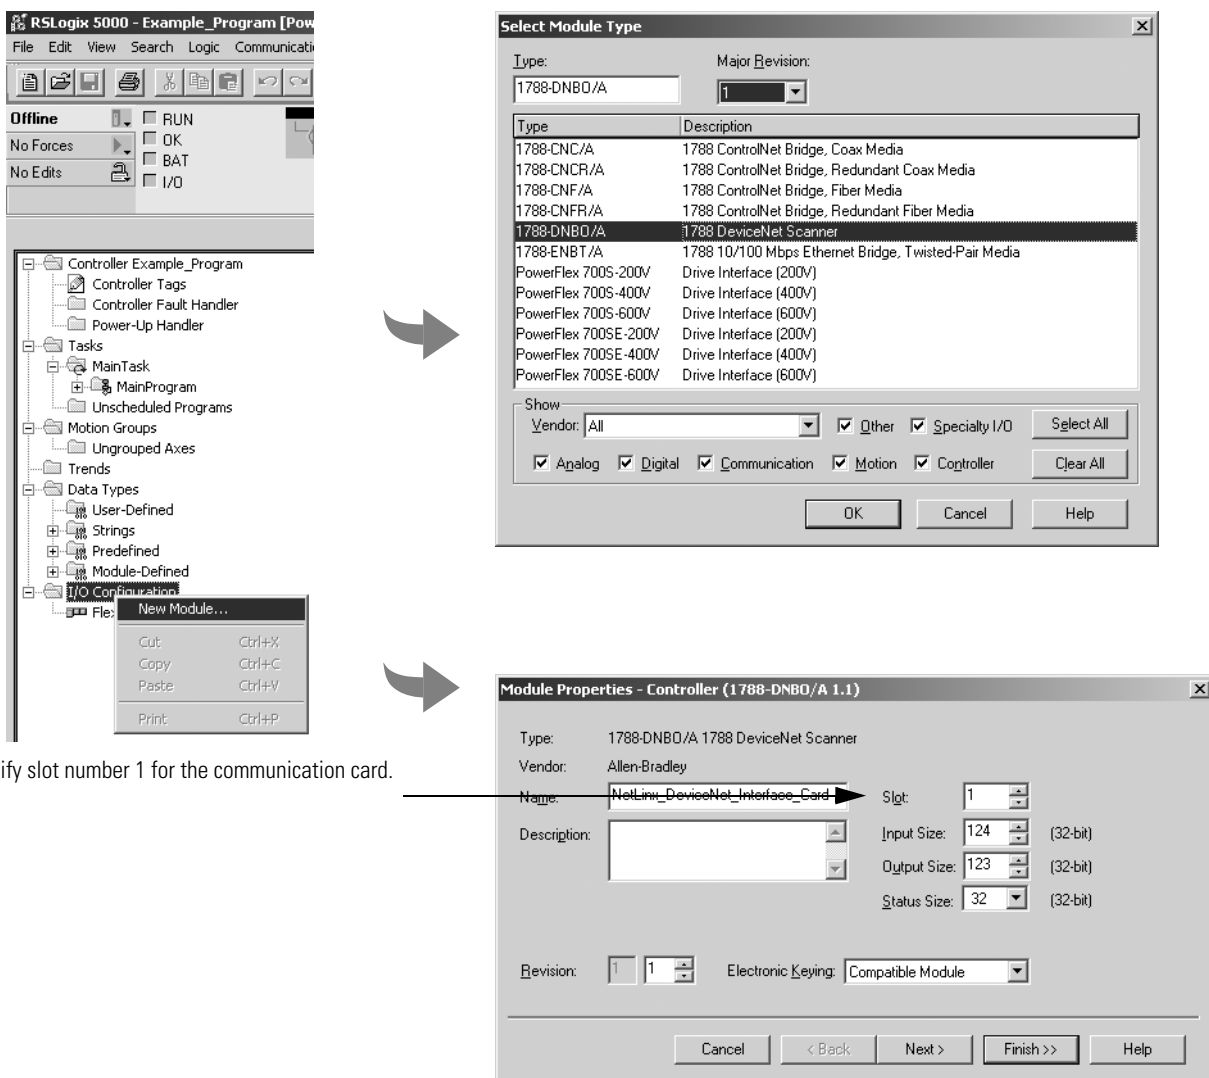 RSLogix 5000 - Example_Program [Pow
File Edit View Search Logic Communicati
Offline
RUN
No Forces
OK
BAT
No Edits
I/O
Controller Example_Program
Controller Tags
Controller Fault Handler
Power-Up Handler
Tasks
MainTask
MainProgram
Unscheduled Programs
Motion Groups
Ungrouped Axes
Trends
Data Types
User-Defined
Strings
Predefined
Module-Defined
I/O Configuration
Fle
New Module...
Cut Ctrl+X
Copy Ctrl+C
Paste Ctrl+V
Print Ctrl+P
ify slot number 1 for the communication card.
Select Module Type
Type: Major Revision:
1788-DNBO/A 1
Type Description
1788-CNC/A 1788 ControlNet Bridge, Coax Media
1788-CNCR/A 1788 ControlNet Bridge, Redundant Coax Media
1788-CNF/A 1788 ControlNet Bridge, Fiber Media
1788-CNFR/A 1788 ControlNet Bridge, Redundant Fiber Media
1788-DNBO/A 1788 DeviceNet Scanner
1788-ENBT/A 1788 10/100 Mbps Ethernet Bridge, Twisted-Pair Media
PowerFlex 700S-200V Drive Interface (200V)
PowerFlex 700S-400V Drive Interface (400V)
PowerFlex 700S-600V Drive Interface (600V)
PowerFlex 700SE-200V Drive Interface (200V)
PowerFlex 700SE-400V Drive Interface (400V)
PowerFlex 700SE-600V Drive Interface (600V)
Show
Vendor: All Other Specialty I/O Select All
Analog Digital Communication Motion Controller Clear All
OK Cancel Help
Module Properties - Controller (1788-DNBO/A 1.1)
Type: 1788-DNBO/A 1788 DeviceNet Scanner
Vendor: Allen-Bradley
Name: NetLinx_DeviceNet_Interface_Card Slot: 1
Description: Input Size: 124 (32-bit)
Output Size: 123 (32-bit)
Status Size: 32 (32-bit)
Revision: 1 1 Electronic Keying: Compatible Module
Cancel < Back Next > Finish >> Help